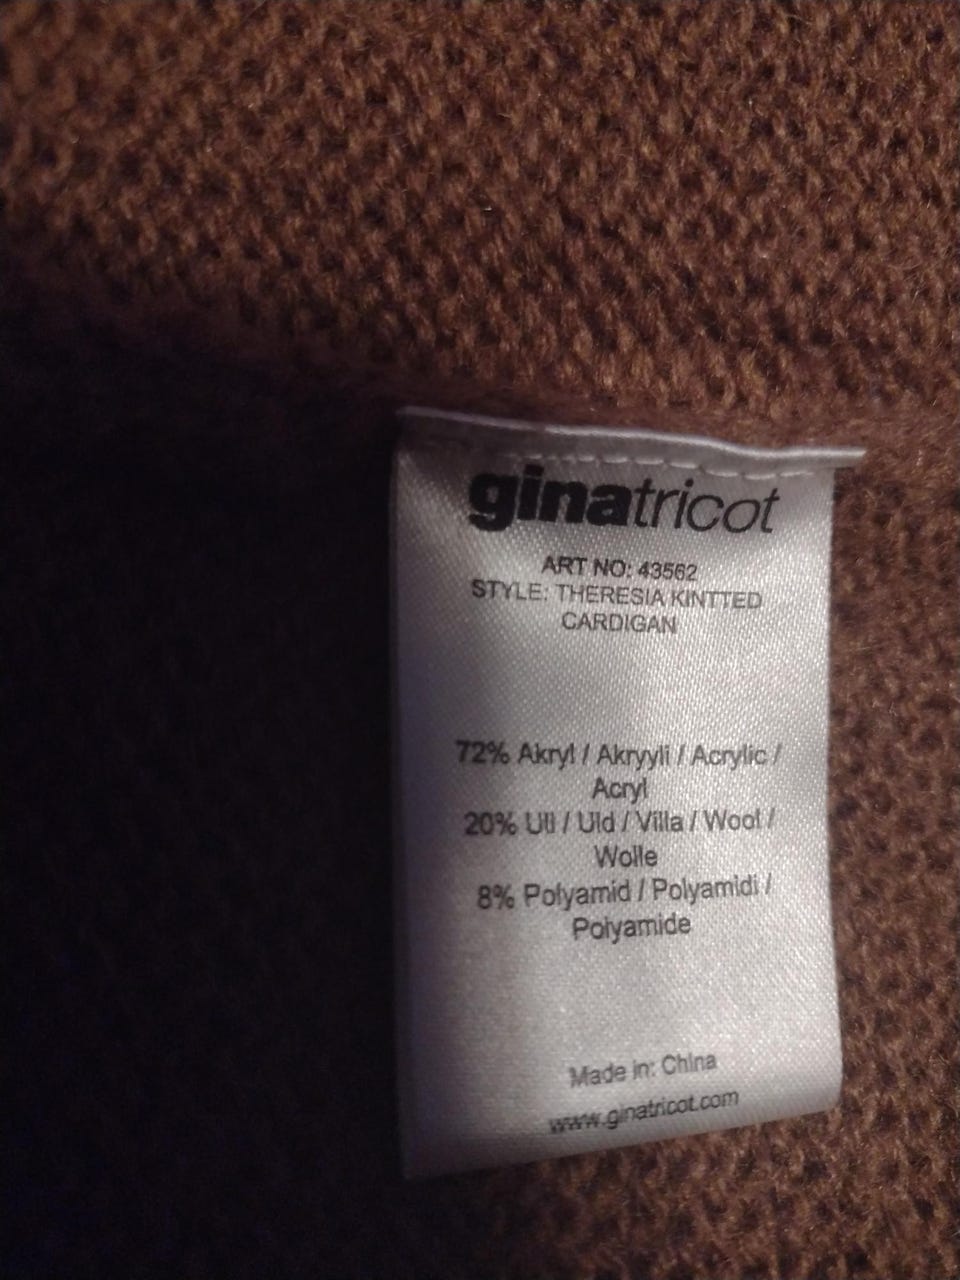 ginatricot
ART NO: 43562
STYLE: THERESIA KINTTED
CARDIGAN
72% Akryl / Akryyli / Acrylic /
Acryl
20% Ull / Uld / Villa / Wool /
Wolle
8% Polyamid / Polyamidi /
Polyamide
Made in: China
www.ginatricot.com